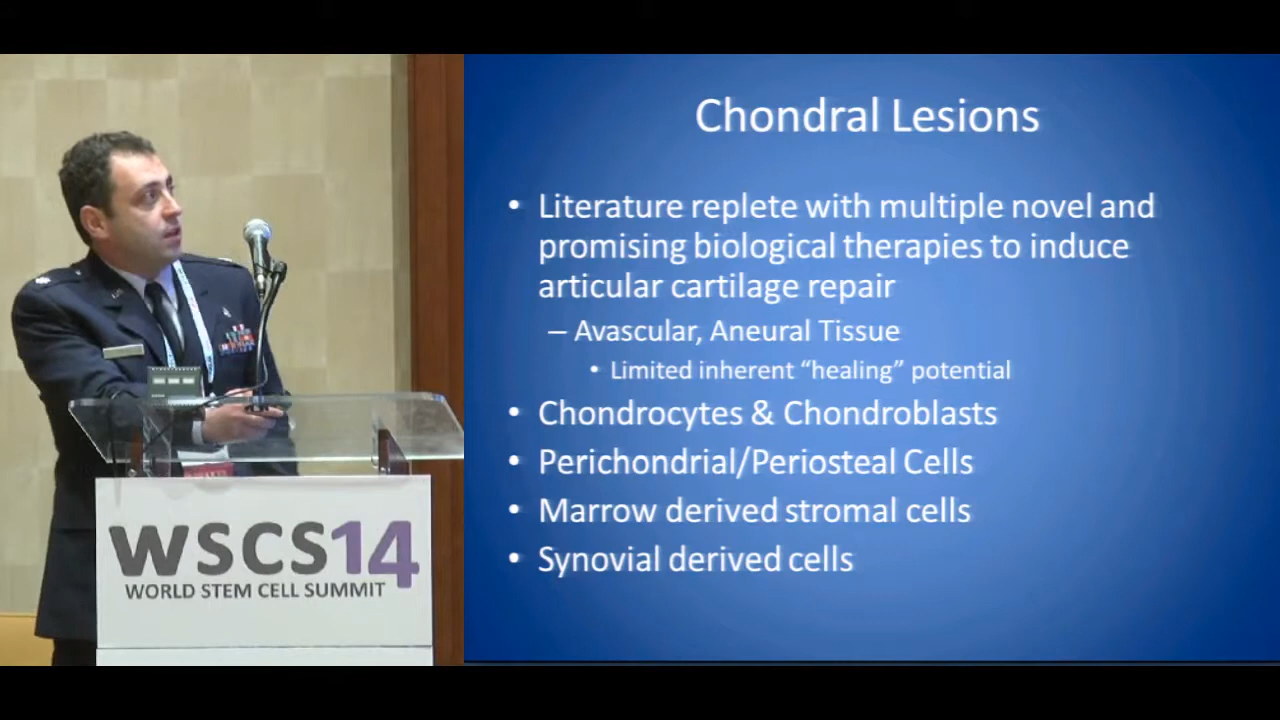 Chondral Lesions
• Literature replete with multiple novel and
promising biological therapies to induce
articular cartilage repair
– Avascular, Aneural Tissue
• Limited inherent “healing” potential
• Chondrocytes & Chondroblasts
• Perichondrial/Periosteal Cells
• Marrow derived stromal cells
• Synovial derived cells
WSCS14
WORLD STEM CELL SUMMIT